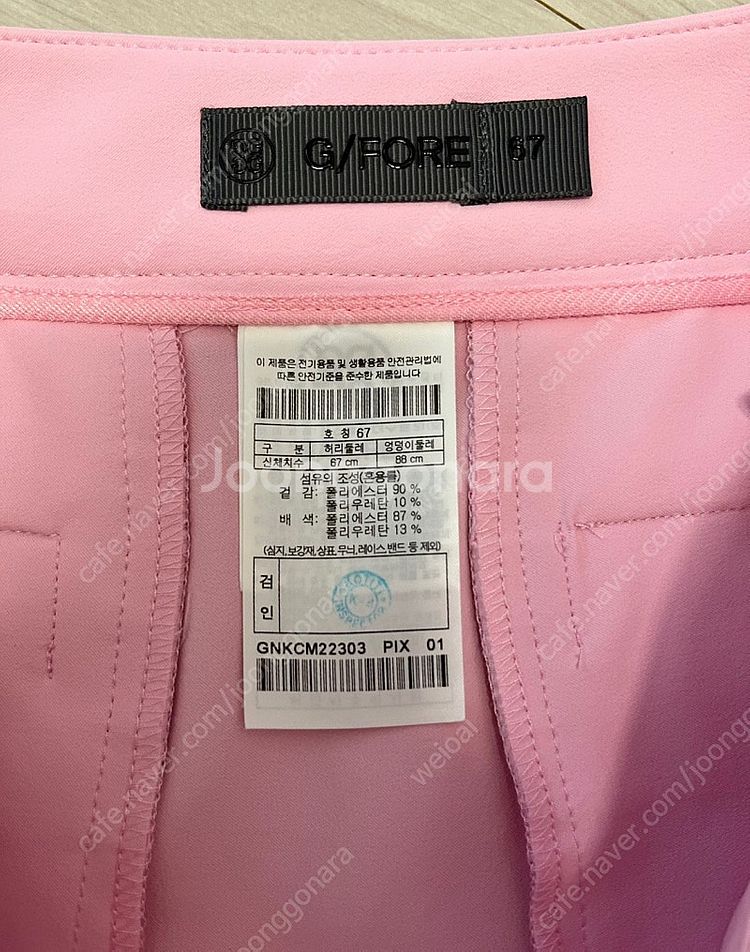 G/FORE 67
이 제품은 전기용품 및 생활용품 안전관리법에
따른 안전기준을 준수한 제품입니다
호 칭 67
구 분 허리둘레 엉덩이둘레
신체치수 67 cm 88 cm
Joonggonara
섬유의 조성(혼용률)
겉 감: 폴리에스터 90 %
폴리우레탄 10 %
배 색: 폴리에스터 87 %
폴리우레탄 13 %
(심지,보강재,상표,무늬,레이스 밴드 등 제외)
검
인
INSPECTOR
GNKCM22303 PIX 01
cafe.naver.com/joonggonara